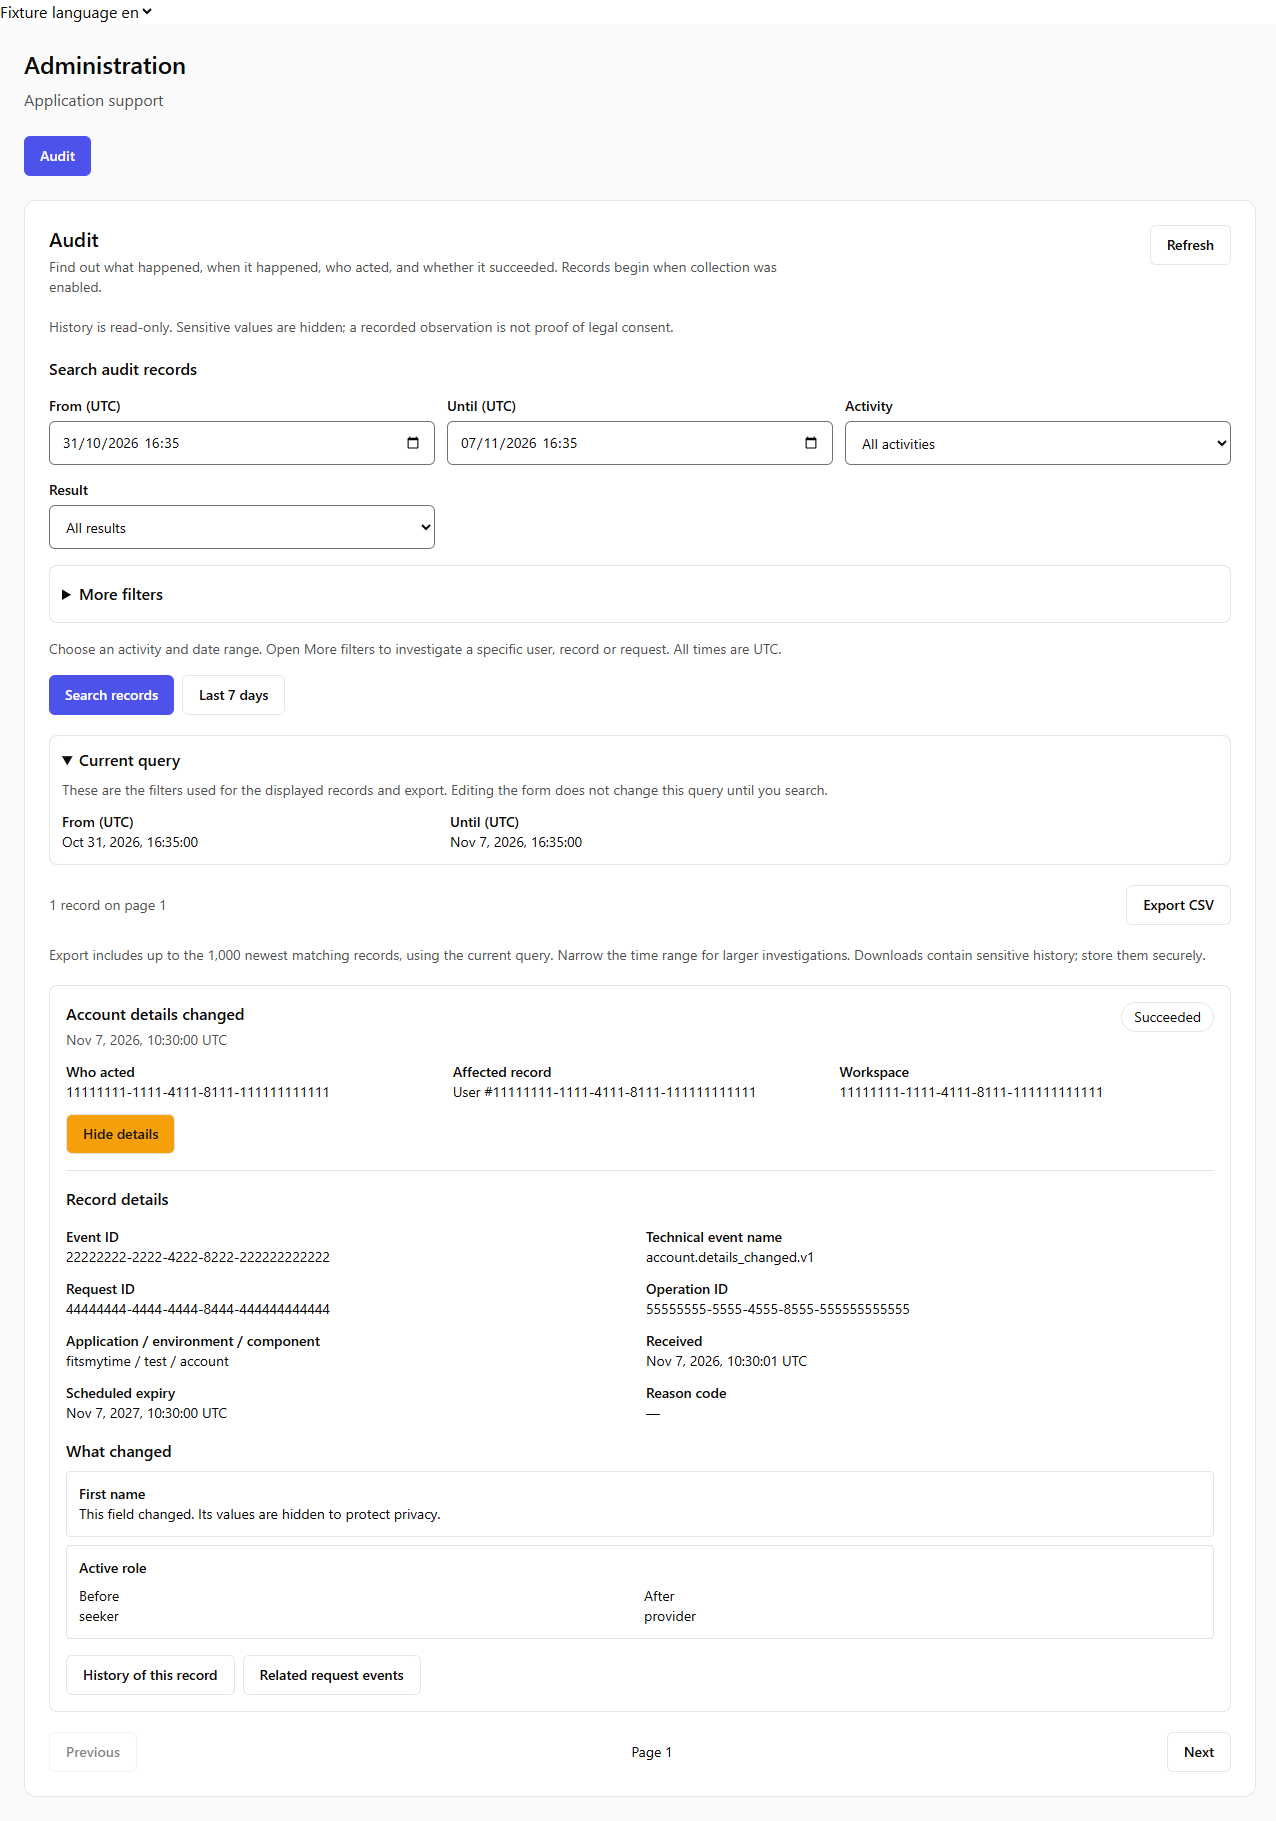 Fixture language en
Administration
Application support
Audit
Audit
Refresh
Find out what happened, when it happened, who acted, and whether it succeeded. Records begin when collection was
enabled.
History is read-only. Sensitive values are hidden; a recorded observation is not proof of legal consent.
Search audit records
From (UTC)
Until (UTC)
Activity
31/10/2026 16:35
07/11/2026 16:35
All activities
Result
All results
More filters
Choose an activity and date range. Open More filters to investigate a specific user, record or request. All times are UTC.
Search records
Last 7 days
Current query
These are the filters used for the displayed records and export. Editing the form does not change this query until you search.
From (UTC)
Until (UTC)
Oct 31, 2026, 16:35:00
Nov 7, 2026, 16:35:00
1 record on page 1
Export CSV
Export includes up to the 1,000 newest matching records, using the current query. Narrow the time range for larger investigations. Downloads contain sensitive history; store them securely.
Account details changed
Succeeded
Nov 7, 2026, 10:30:00 UTC
Who acted
Affected record
Workspace
11111111-1111-4111-8111-111111111111
User #11111111-1111-4111-8111-111111111111
11111111-1111-4111-8111-111111111111
Hide details
Record details
Event ID
Technical event name
22222222-2222-4222-8222-222222222222
account.details_changed.v1
Request ID
Operation ID
44444444-4444-4444-8444-444444444444
55555555-5555-4555-8555-555555555555
Application / environment / component
Received
fitsmytime / test / account
Nov 7, 2026, 10:30:01 UTC
Scheduled expiry
Reason code
Nov 7, 2027, 10:30:00 UTC
—
What changed
First name
This field changed. Its values are hidden to protect privacy.
Active role
Before
After
seeker
provider
History of this record
Related request events
Previous
Page 1
Next